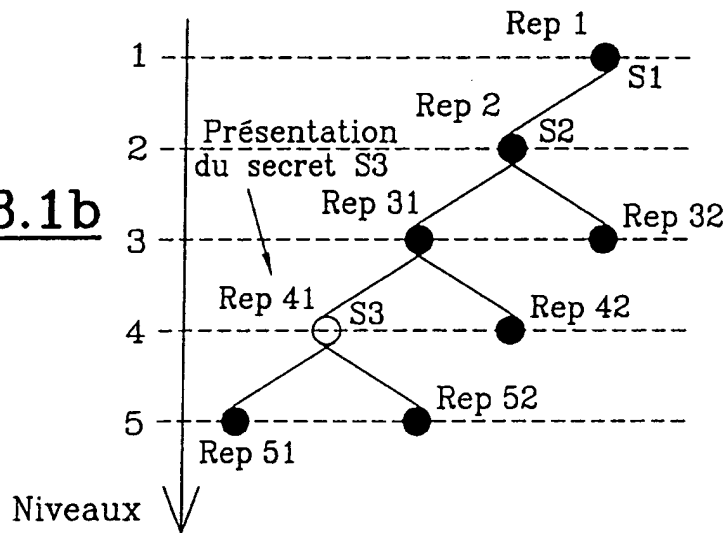 Rep 1
1
S1
Rep 2
Présentation
2
S2
du secret S3
Rep 31
Rep 32
3.1b
3
Rep 41
S3
Rep 42
4
Rep 52
5
Rep 51
Niveaux